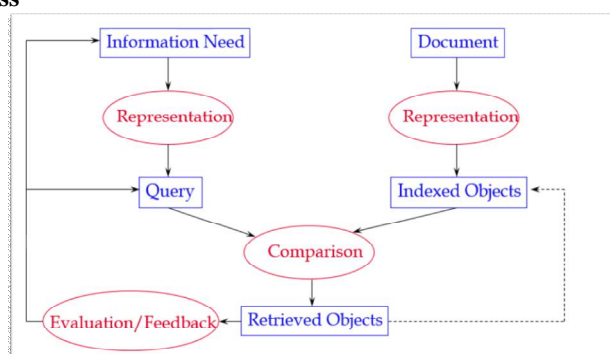 ss
Information Need
Document
Representation
Representation
Query
Indexed Objects
Comparison
Evaluation/Feedback
Retrieved Objects